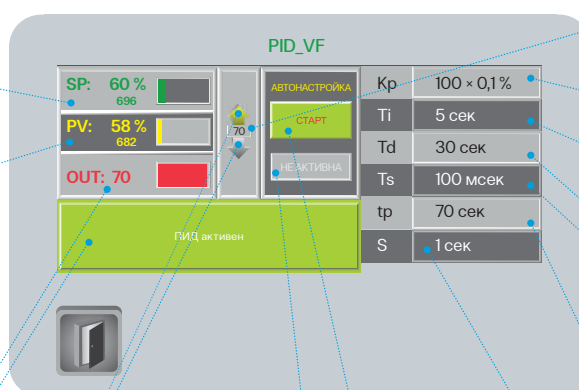 PID_VF
SP: 60 %
696
PV: 58 %
682
OUT: 70
70
АВТОНАСТРОЙКА
СТАРТ
НЕАКТИВНА
ПИД активен
Kp 100 × 0,1 %
Ti 5 сек
Td 30 сек
Ts 100 мсек
tp 70 сек
S 1 сек